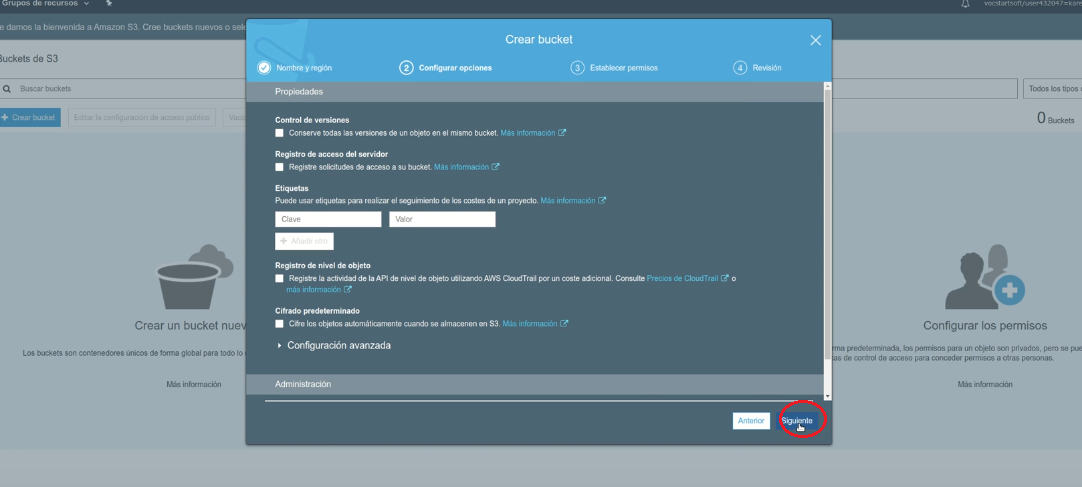 Grupos de recursos
vocstartsoft/user432047=kare
e damos la bienvenida a Amazon S3. Cree buckets nuevos o sele
Buckets de S3
Buscar buckets
Todos los tipos
+ Crear bucket
Editar la configuración de acceso público
0 Buckets
Crear bucket
Nombre y región
2 Configurar opciones
3 Establecer permisos
4 Revisión
Propiedades
Control de versiones
Conserve todas las versiones de un objeto en el mismo bucket. Más información
Registro de acceso del servidor
Registre solicitudes de acceso a su bucket. Más información
Etiquetas
Puede usar etiquetas para realizar el seguimiento de los costes de un proyecto. Más información
Clave
Valor
+ Añadir otro
Registro de nivel de objeto
Registre la actividad de la API de nivel de objeto utilizando AWS CloudTrail por un coste adicional. Consulte Precios de CloudTrail o
más información
Cifrado predeterminado
Cifre los objetos automáticamente cuando se almacenen en S3. Más información
Configuración avanzada
Administración
Anterior
Siguiente
Crear un bucket nuev
Los buckets son contenedores únicos de forma global para todo lo
Más información
Configurar los permisos
rma predeterminada, los permisos para un objeto son privados, pero se pue
as de control de acceso para conceder permisos a otras personas.
Más información